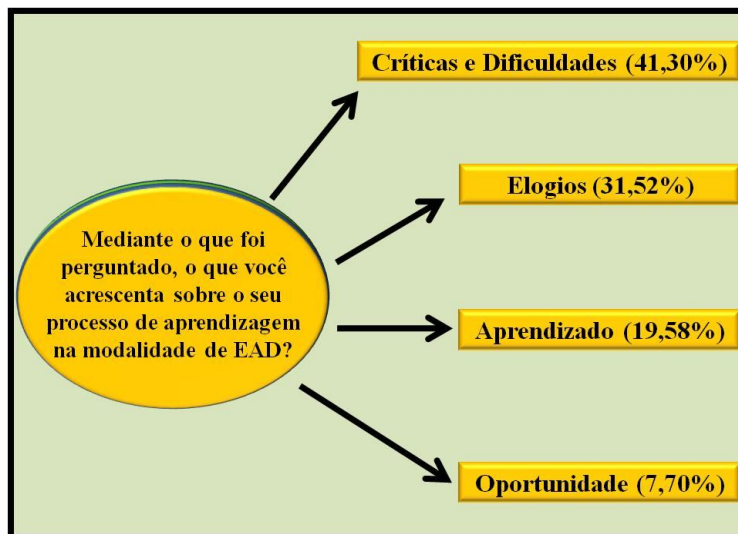 Críticas e Dificuldades (41,30%)
Elogios (31,52%)
Mediante o que foi
perguntado, o que você
acrescenta sobre o seu
processo de aprendizagem
na modalidade de EAD?
Aprendizado (19,58%)
Oportunidade (7,70%)